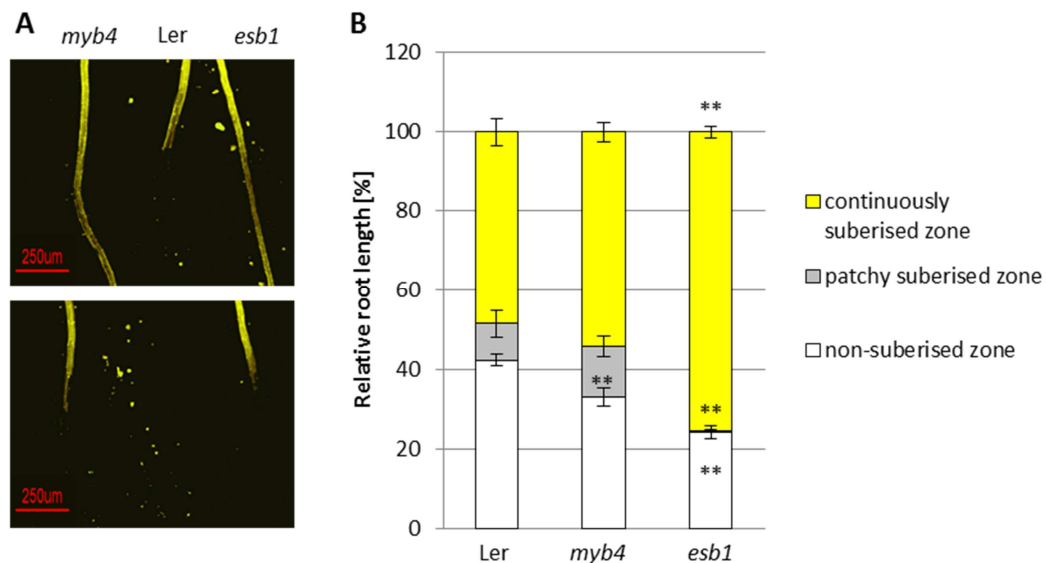 A
myb4 Ler esb1
250um
250um
B
120
100
80
60
40
20
0
Relative root length [%]
**
**
**
**
Ler myb4 esb1
continuously
suberised zone
patchy suberised zone
non-suberised zone